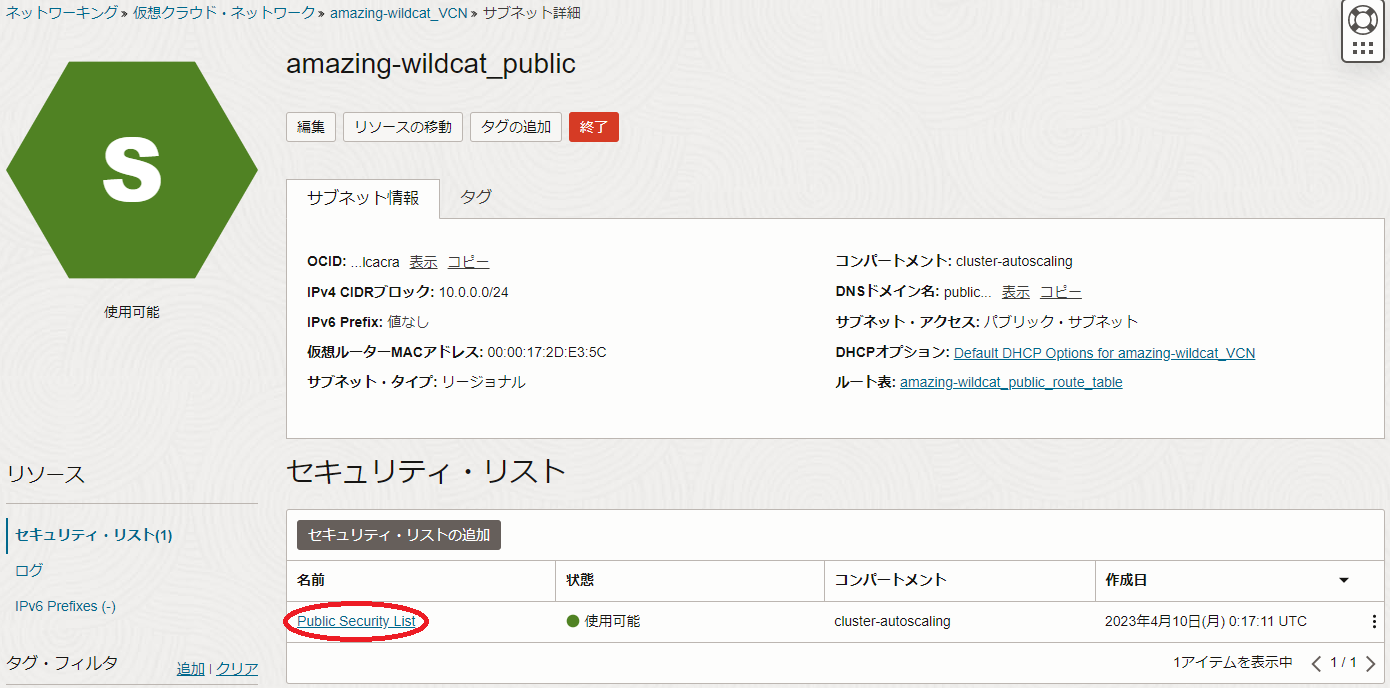 ネットワーキング » 仮想クラウド・ネットワーク » amazing-wildcat_VCN » サブネット詳細
S
使用可能
amazing-wildcat_public
編集 リソースの移動 タグの追加 終了
サブネット情報 タグ
OCID: ...lcacra 表示 コピー
IPv4 CIDRブロック: 10.0.0.0/24
IPv6 Prefix: 値なし
仮想ルーターMACアドレス: 00:00:17:2D:E3:5C
サブネット・タイプ: リージョナル
コンパートメント: cluster-autoscaling
DNSドメイン名: public... 表示 コピー
サブネット・アクセス: パブリック・サブネット
DHCPオプション: Default DHCP Options for amazing-wildcat_VCN
ルート表: amazing-wildcat_public_route_table
リソース
セキュリティ・リスト(1)
ログ
IPv6 Prefixes (-)
タグ・フィルタ 追加 | クリア
セキュリティ・リスト
セキュリティ・リストの追加
名前 状態 コンパートメント 作成日
Public Security List 使用可能 cluster-autoscaling 2023年4月10日(月) 0:17:11 UTC
1アイテムを表示中 1 / 1